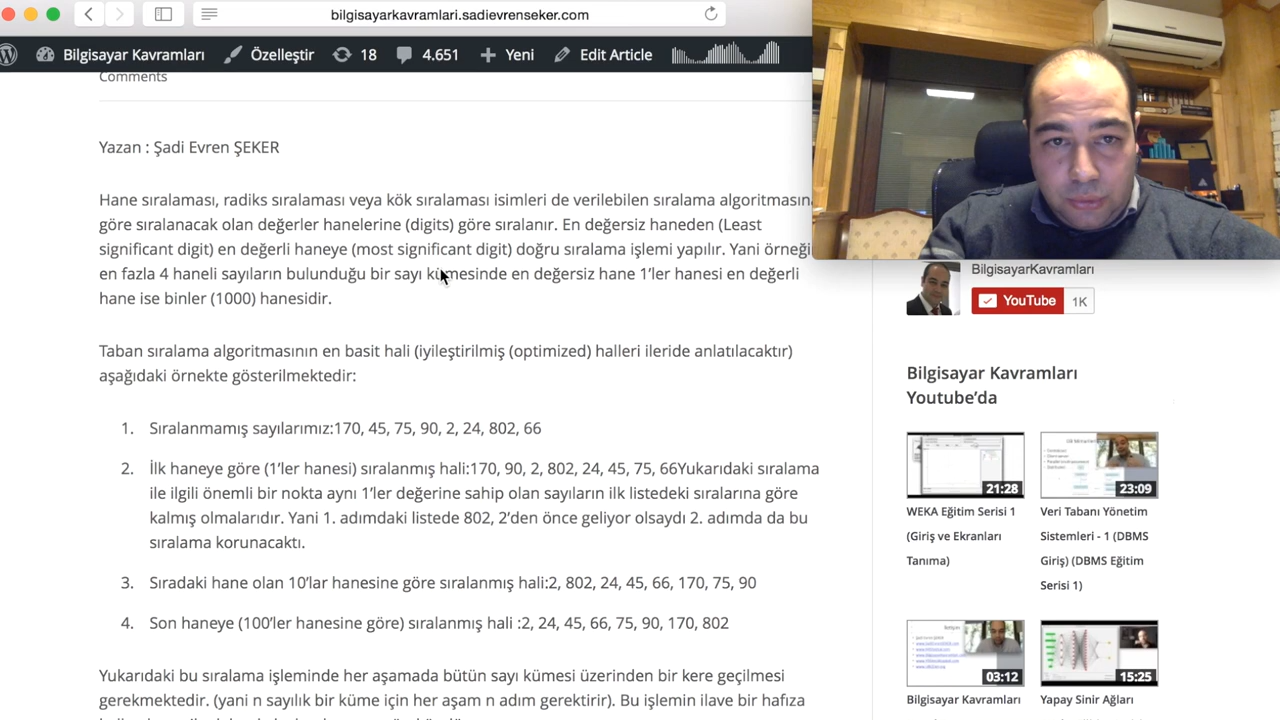 bilgisayarkavramlari.sadievrenseker.com
Bilgisayar Kavramları Özelleştir 18 4.651 Yeni Edit Article
Comments
Yazan : Şadi Evren ŞEKER
Hane sıralaması, radiks sıralaması veya kök sıralaması isimleri de verilebilen sıralama algoritmasın
göre sıralanacak olan değerler hanelerine (digits) göre sıralanır. En değersiz haneden (Least
significant digit) en değerli haneye (most significant digit) doğru sıralama işlemi yapılır. Yani örneği
en fazla 4 haneli sayıların bulunduğu bir sayı kümesinde en değersiz hane 1'ler hanesi en değerli
hane ise binler (1000) hanesidir.
Taban sıralama algoritmasının en basit hali (iyileştirilmiş (optimized) halleri ileride anlatılacaktır)
aşağıdaki örnekte gösterilmektedir:
1. Sıralanmamış sayılarımız:170, 45, 75, 90, 2, 24, 802, 66
2. İlk haneye göre (1'ler hanesi) sıralanmış hali:170, 90, 2, 802, 24, 45, 75, 66Yukarıdaki sıralama
ile ilgili önemli bir nokta aynı 1'ler değerine sahip olan sayıların ilk listedeki sıralarına göre
kalmış olmalarıdır. Yani 1. adımdaki listede 802, 2'den önce geliyor olsaydı 2. adımda da bu
sıralama korunacaktı.
3. Sıradaki hane olan 10'lar hanesine göre sıralanmış hali:2, 802, 24, 45, 66, 170, 75, 90
4. Son haneye (100'ler hanesine göre) sıralanmış hali :2, 24, 45, 66, 75, 90, 170, 802
Yukarıdaki bu sıralama işleminde her aşamada bütün sayı kümesi üzerinden bir kere geçilmesi
gerekmektedir. (yani n sayılık bir küme için her aşam n adım gerektirir). Bu işlemin ilave bir hafıza
BilgisayarKavramları
YouTube 1K
Bilgisayar Kavramları
Youtube'da
21:28
WEKA Eğitim Serisi 1
(Giriş ve Ekranları
Tanıma)
23:09
Veri Tabanı Yönetim
Sistemleri - 1 (DBMS
Giriş) (DBMS Eğitim
Serisi 1)
03:12
Bilgisayar Kavramları
15:25
Yapay Sinir Ağları